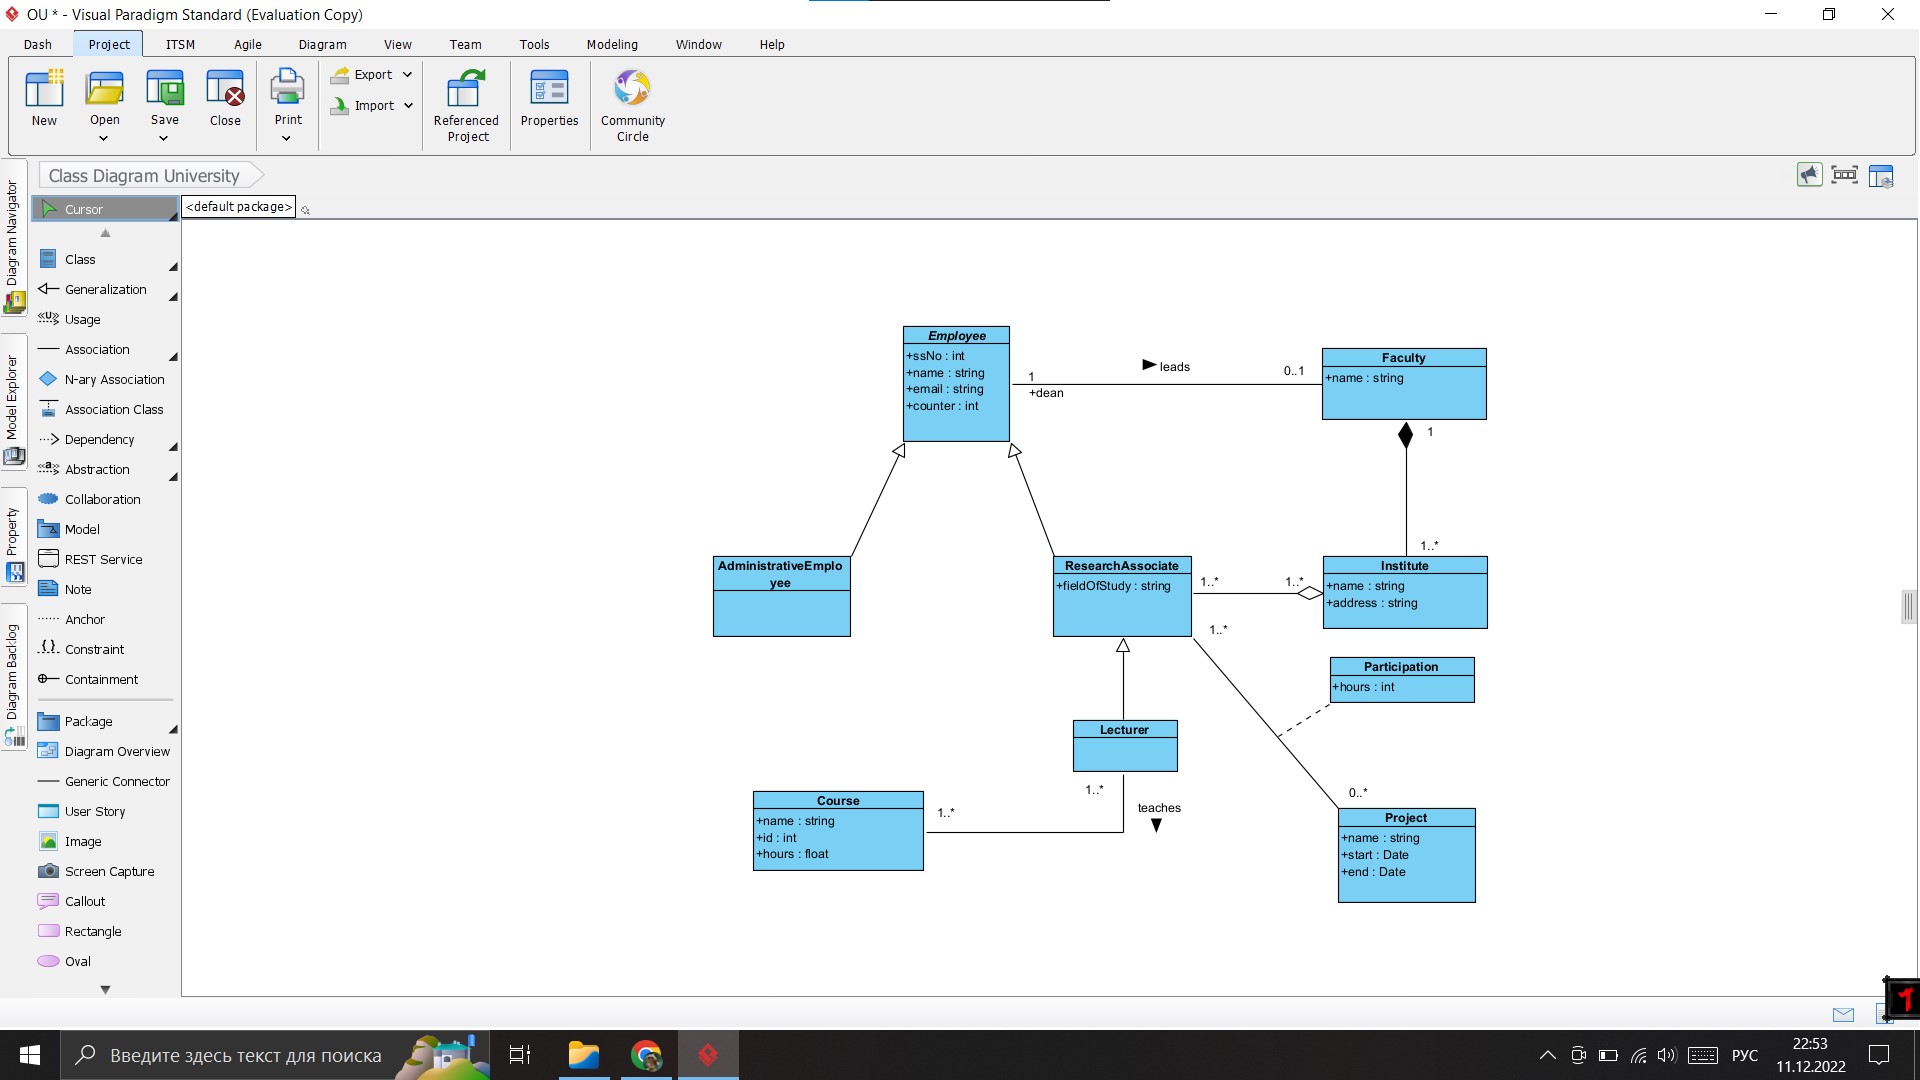 OU * - Visual Paradigm Standard (Evaluation Copy)
Dash Project ITSM Agile Diagram View Team Tools Modeling Window Help
New
Open
Save
Close
Print
Export
Import
Referenced
Project
Properties
Community
Circle
Class Diagram University
Diagram Navigator
Model Explorer
Property
Diagram Backlog
Cursor
Class
Generalization
Usage
Association
N-ary Association
Association Class
Dependency
Abstraction
Collaboration
Model
REST Service
Note
Anchor
Constraint
Containment
Package
Diagram Overview
Generic Connector
User Story
Image
Screen Capture
Callout
Rectangle
Oval
<default package>
Employee
+ssNo : int
+name : string
+email : string
+counter : int
1
+dean
leads
0..1
Faculty
+name : string
1
1..*
AdministrativeEmplo
yee
ResearchAssociate
+fieldOfStudy : string
1..*
1..*
Institute
+name : string
+address : string
1..*
Participation
+hours : int
Lecturer
1..*
teaches
Course
+name : string
+id : int
+hours : float
1..*
0..*
Project
+name : string
+start : Date
+end : Date
1
Введите здесь текст для поиска
РУС
22:53
11.12.2022